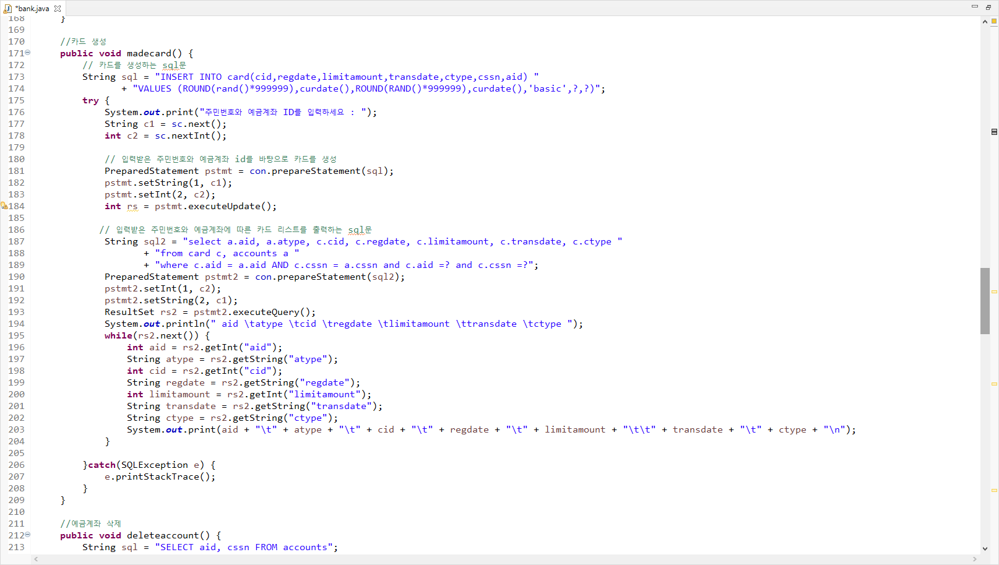 *bank.java
168 }
169
170 //카드 생성
171 public void madecard() {
172 // 카드를 생성하는 sql문
173 String sql = "INSERT INTO card(cid,regdate,limitamount,transdate,ctype,cssn,aid) "
174 + "VALUES (ROUND(rand()*999999),curdate(),ROUND(RAND()*999999),curdate(),'basic',?,?)";
175 try {
176 System.out.print("주민번호와 예금계좌 ID를 입력하세요 : ");
177 String c1 = sc.next();
178 int c2 = sc.nextInt();
179
180 // 입력받은 주민번호와 예금계좌 id를 바탕으로 카드를 생성
181 PreparedStatement pstmt = con.prepareStatement(sql);
182 pstmt.setString(1, c1);
183 pstmt.setInt(2, c2);
184 int rs = pstmt.executeUpdate();
185
186 // 입력받은 주민번호와 예금계좌에 따른 카드 리스트를 출력하는 sql문
187 String sql2 = "select a.aid, a.atype, c.cid, c.regdate, c.limitamount, c.transdate, c.ctype "
188 + "from card c, accounts a "
189 + "where c.aid = a.aid AND c.cssn = a.cssn and c.aid =? and c.cssn =?";
190 PreparedStatement pstmt2 = con.prepareStatement(sql2);
191 pstmt2.setInt(1, c2);
192 pstmt2.setString(2, c1);
193 ResultSet rs2 = pstmt2.executeQuery();
194 System.out.println(" aid \tatype \tcid \tregdate \tlimitamount \ttransdate \tctype ");
195 while(rs2.next()) {
196 int aid = rs2.getInt("aid");
197 String atype = rs2.getString("atype");
198 int cid = rs2.getInt("cid");
199 String regdate = rs2.getString("regdate");
200 int limitamount = rs2.getInt("limitamount");
201 String transdate = rs2.getString("transdate");
202 String ctype = rs2.getString("ctype");
203 System.out.print(aid + "\t" + atype + "\t" + cid + "\t" + regdate + "\t" + limitamount + "\t\t" + transdate + "\t" + ctype + "\n");
204 }
205
206 }catch(SQLException e) {
207 e.printStackTrace();
208 }
209 }
210
211 //예금계좌 삭제
212 public void deleteaccount() {
213 String sql = "SELECT aid, cssn FROM accounts";